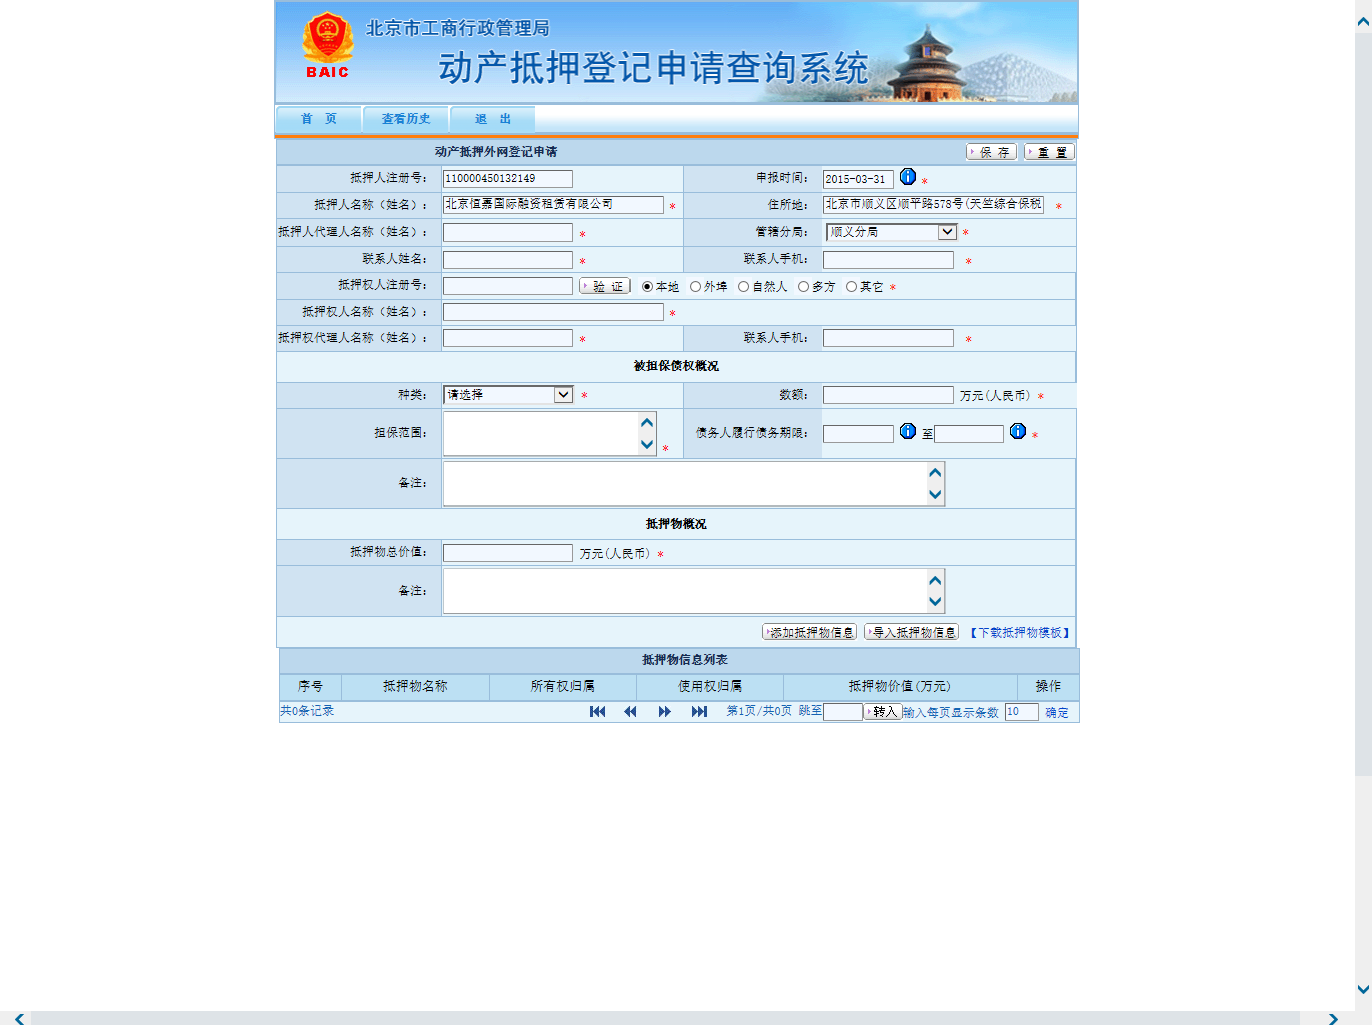 北京市工商行政管理局
BAIC
动产抵押登记申请查询系统
首 页 查看历史 退 出
动产抵押外网登记申请 保 存 重 置
抵押人注册号： 110000450132149 申报时间： 2015-03-31 *
抵押人名称（姓名）： 北京恒嘉国际融资租赁有限公司 * 住所地： 北京市顺义区顺平路578号(天竺综合保税 *
抵押人代理人名称（姓名）： * 管辖分局： 顺义分局 *
联系人姓名： * 联系人手机： *
抵押权人注册号： 验 证 本地 外埠 自然人 多方 其它 *
抵押权人名称（姓名）： *
抵押权代理人名称（姓名）： * 联系人手机： *
被担保债权概况
种类： 请选择 * 数额： 万元(人民币) *
担保范围： * 债务人履行债务期限： 至 *
备注：
抵押物概况
抵押物总价值： 万元(人民币) *
备注：
添加抵押物信息 导入抵押物信息 【下载抵押物模板】
抵押物信息列表
序号 抵押物名称 所有权归属 使用权归属 抵押物价值(万元) 操作
共0条记录 第1页/共0页 跳至 转入 输入每页显示条数 10 确定